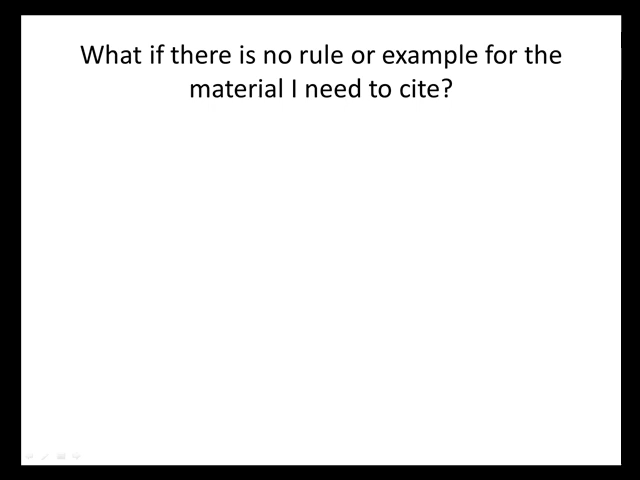 What if there is no rule or example for the
material I need to cite?